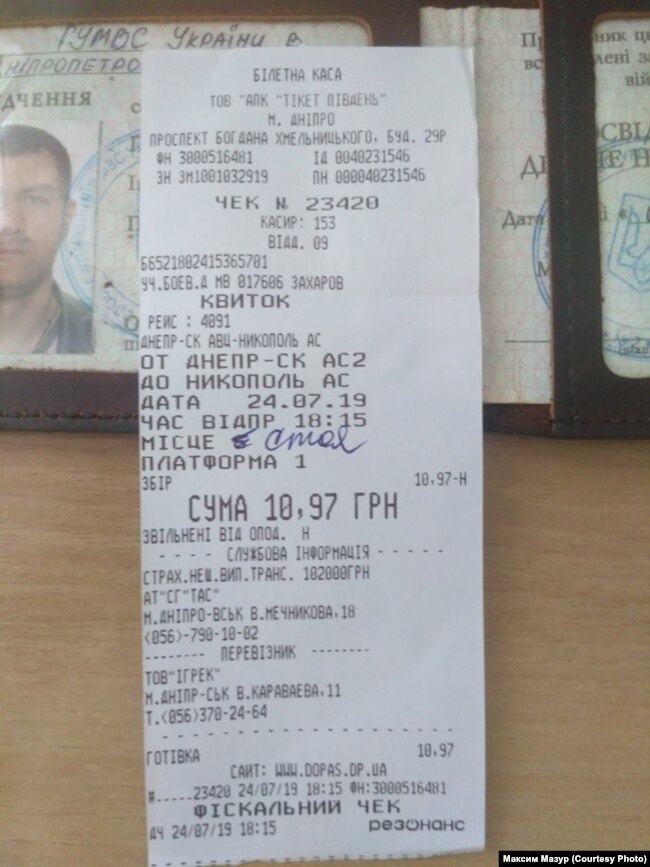 ГУМВС України в
ніпропетро
ДЧЕННЯ
БІЛЕТНА КАСА
ТОВ "АПК "ТІКЕТ ПІВДЕНЬ"
М. ДНІПРО
ПРОСПЕКТ БОГДАНА ХМЕЛЬНИЦЬКОГО, БУД. 29Р
ФН 3000516481 ІД 0040231546
ЗН ЗМ1001032919 ПН 000040231546
ЧЕК № 23420
КАСИР: 153
ВІДД. 09
Б6521802415365701
УЧ.БОЕВ.Д МВ 017606 ЗАХАРОВ
КВИТОК
РЕЙС : 4091
ДНЕПР-СК АВЦ-НИКОПОЛЬ АС
ОТ ДНЕПР-СК АС2
ДО НИКОПОЛЬ АС
ДАТА 24.07.19
ЧАС ВІДПР 18:15
МІСЦЕ стоя
ПЛАТФОРМА 1
ЗБІР 10,97-Н
СУМА 10,97 ГРН
ЗВІЛЬНЕНІ ВІД ОПОД. Н
- - - - СЛУЖБОВА ІНФОРМАЦІЯ - - - - -
СТРАХ.НЕЩ.ВИП.ТРАНС. 102000ГРН
АТ"СГ"ТАС"
М.ДНІПРО-ВСЬК В.МЕЧНИКОВА,18
<056>-790-10-02
-------- ПЕРЕВІЗНИК --------
ТОВ"ІГРЕК"
М.ДНІПР-СЬК В.КАРАВАЕВА,11
Т.<056>370-24-64
ГОТІВКА 10,97
САЙТ: WWW.DOPAS.DP.UA
#_____23420 24/07/19 18:15 ФН:3000516481
ФІСКАЛЬНИЙ ЧЕК
ДЧ 24/07/19 18:15 резонанс
Максим Мазур (Courtesy Photo)